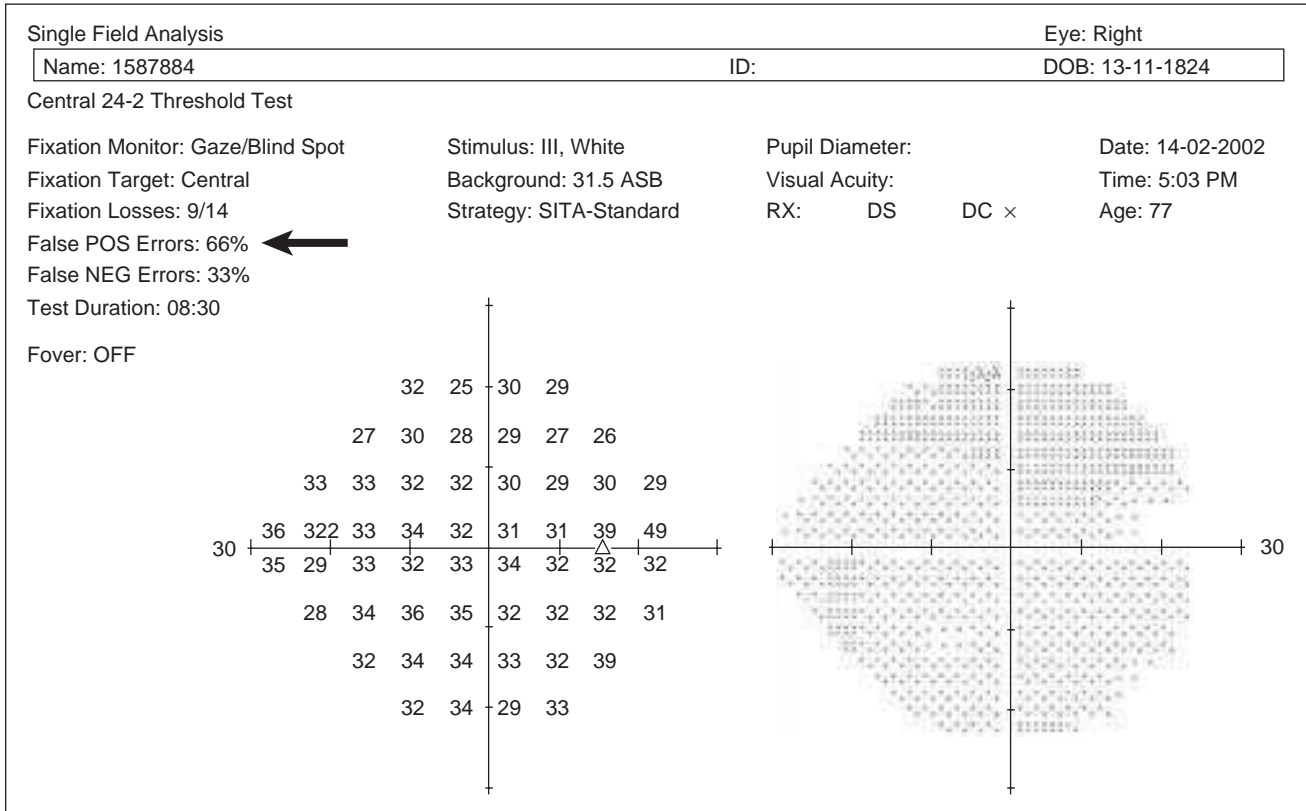 Single Field Analysis Eye: Right
Name: 1587884 ID: DOB: 13-11-1824
Central 24-2 Threshold Test
Fixation Monitor: Gaze/Blind Spot Stimulus: III, White Pupil Diameter: Date: 14-02-2002
Fixation Target: Central Background: 31.5 ASB Visual Acuity: Time: 5:03 PM
Fixation Losses: 9/14 Strategy: SITA-Standard RX: DS DC × Age: 77
False POS Errors: 66%
False NEG Errors: 33%
Test Duration: 08:30
Fover: OFF
32 25 30 29
27 30 28 29 27 26
33 33 32 32 30 29 30 29
36 322 33 34 32 31 31 39 49
30 30
35 29 33 32 33 34 32 32 32
28 34 36 35 32 32 32 31
32 34 34 33 32 39
32 34 29 33